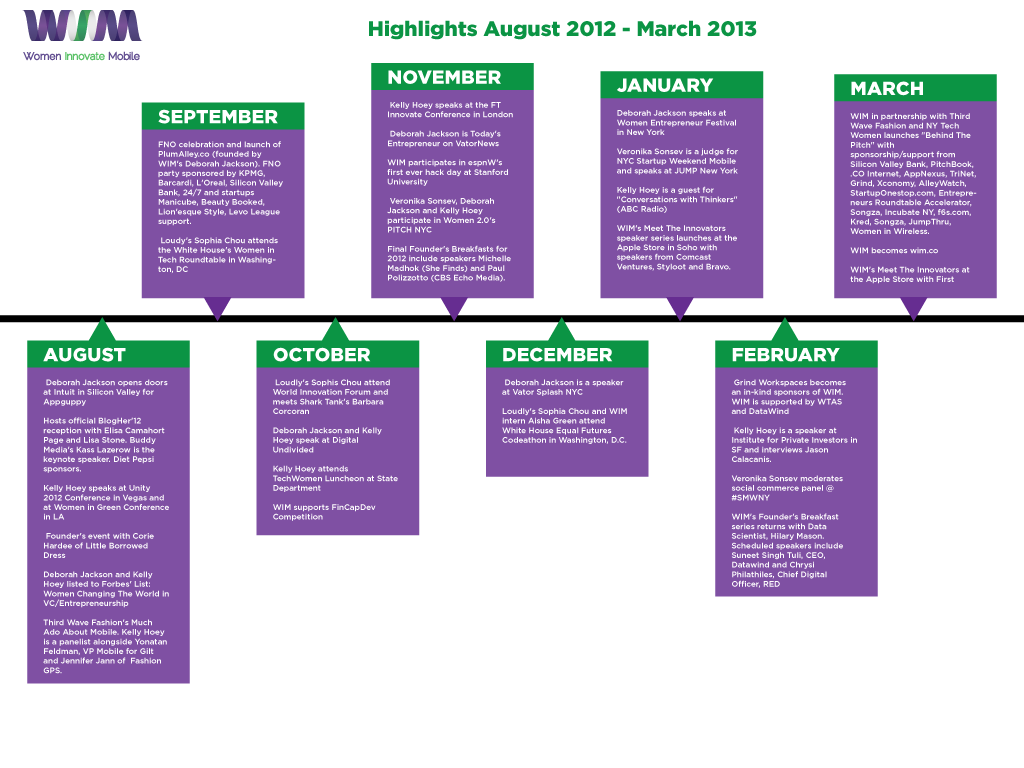 WIM
Women Innovate Mobile
Highlights August 2012 - March 2013
SEPTEMBER
FNO celebration and launch of
PlumAlley.co (founded by
WIM's Deborah Jackson). FNO
party sponsored by KPMG,
Barcardi, L'Oreal, Silicon Valley
Bank, 24/7 and startups
Manicube, Beauty Booked,
Lion'esque Style, Levo League
support.
Loudy's Sophia Chou attends
the White House's Women in
Tech Roundtable in Washing-
ton, DC
NOVEMBER
Kelly Hoey speaks at the FT
Innovate Conference in London
Deborah Jackson is Today's
Entrepreneur on VatorNews
WIM participates in espnW's
first ever hack day at Stanford
University
Veronika Sonsev, Deborah
Jackson and Kelly Hoey
participate in Women 2.0's
PITCH NYC
Final Founder's Breakfasts for
2012 include speakers Michelle
Madhok (She Finds) and Paul
Polizzotto (CBS Echo Media).
JANUARY
Deborah Jackson speaks at
Women Entrepreneur Festival
in New York
Veronika Sonsev is a judge for
NYC Startup Weekend Mobile
and speaks at JUMP New York
Kelly Hoey is a guest for
"Conversations with Thinkers"
(ABC Radio)
WIM's Meet The Innovators
speaker series launches at the
Apple Store in Soho with
speakers from Comcast
Ventures, Styloot and Bravo.
MARCH
WIM in partnership with Third
Wave Fashion and NY Tech
Women launches "Behind The
Pitch" with
sponsorship/support from
Silicon Valley Bank, PitchBook,
.CO Internet, AppNexus, TriNet,
Grind, Xconomy, AlleyWatch,
StartupOnestop.com, Entrepre-
neurs Roundtable Accelerator,
Songza, Incubate NY, f6s.com,
Kred, Songza, JumpThru,
Women in Wireless.
WIM becomes wim.co
WIM's Meet The Innovators at
the Apple Store with First
AUGUST
Deborah Jackson opens doors
at Intuit in Silicon Valley for
Appguppy
Hosts official BlogHer'12
reception with Elisa Camahort
Page and Lisa Stone. Buddy
Media's Kass Lazerow is the
keynote speaker. Diet Pepsi
sponsors.
Kelly Hoey speaks at Unity
2012 Conference in Vegas and
at Women in Green Conference
in LA
Founder's event with Corie
Hardee of Little Borrowed
Dress
Deborah Jackson and Kelly
Hoey listed to Forbes' List:
Women Changing The World in
VC/Entrepreneurship
Third Wave Fashion's Much
Ado About Mobile. Kelly Hoey
is a panelist alongside Yonatan
Feldman, VP Mobile for Gilt
and Jennifer Jann of Fashion
GPS.
OCTOBER
Loudly's Sophis Chou attend
World Innovation Forum and
meets Shark Tank's Barbara
Corcoran
Deborah Jackson and Kelly
Hoey speak at Digital
Undivided
Kelly Hoey attends
TechWomen Luncheon at State
Department
WIM supports FinCapDev
Competition
DECEMBER
Deborah Jackson is a speaker
at Vator Splash NYC
Loudly's Sophia Chou and WIM
intern Aisha Green attend
White House Equal Futures
Codeathon in Washington, D.C.
FEBRUARY
Grind Workspaces becomes
an in-kind sponsors of WIM.
WIM is supported by WTAS
and DataWind
Kelly Hoey is a speaker at
Institute for Private Investors in
SF and interviews Jason
Calacanis.
Veronika Sonsev moderates
social commerce panel @
#SMWNY
WIM's Founder's Breakfast
series returns with Data
Scientist, Hilary Mason.
Scheduled speakers include
Suneet Singh Tuli, CEO,
Datawind and Chrysi
Philathiles, Chief Digital
Officer, RED